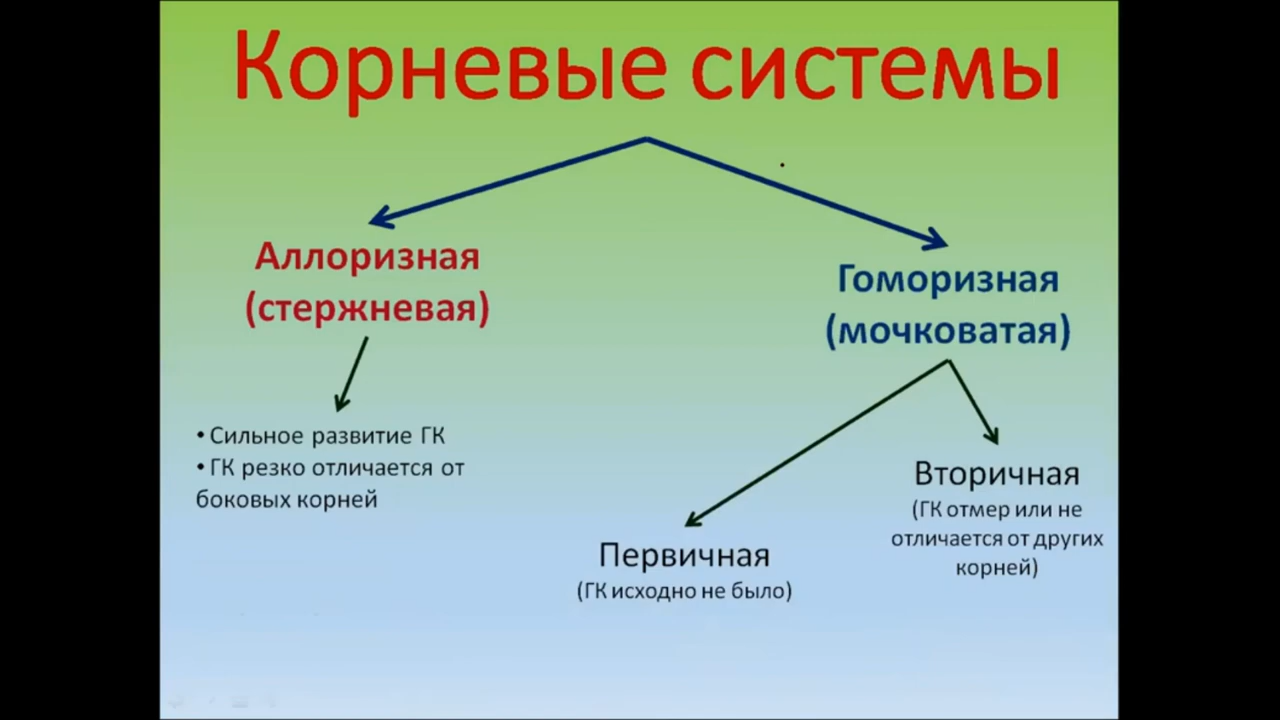 Корневые системы
Аллоризная
(стержневая)
• Сильное развитие ГК
• ГК резко отличается от
боковых корней
Гоморизная
(мочковатая)
Первичная
(ГК исходно не было)
Вторичная
(ГК отмер или не
отличается от других
корней)